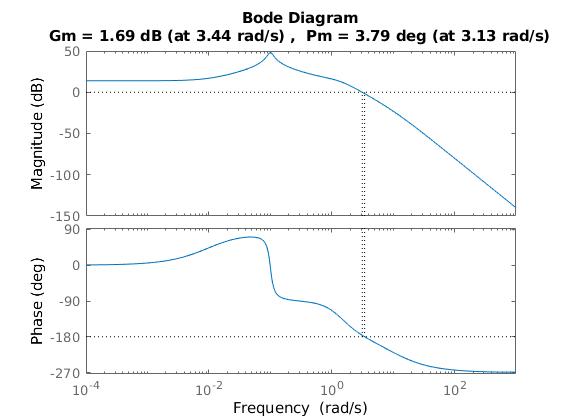 Bode Diagram
Gm = 1.69 dB (at 3.44 rad/s) ,  Pm = 3.79 deg (at 3.13 rad/s)
50
0
-50
-100
-150
Magnitude (dB)
90
0
-90
-180
-270
Phase (deg)
10^-4
10^-2
10^0
10^2
Frequency  (rad/s)